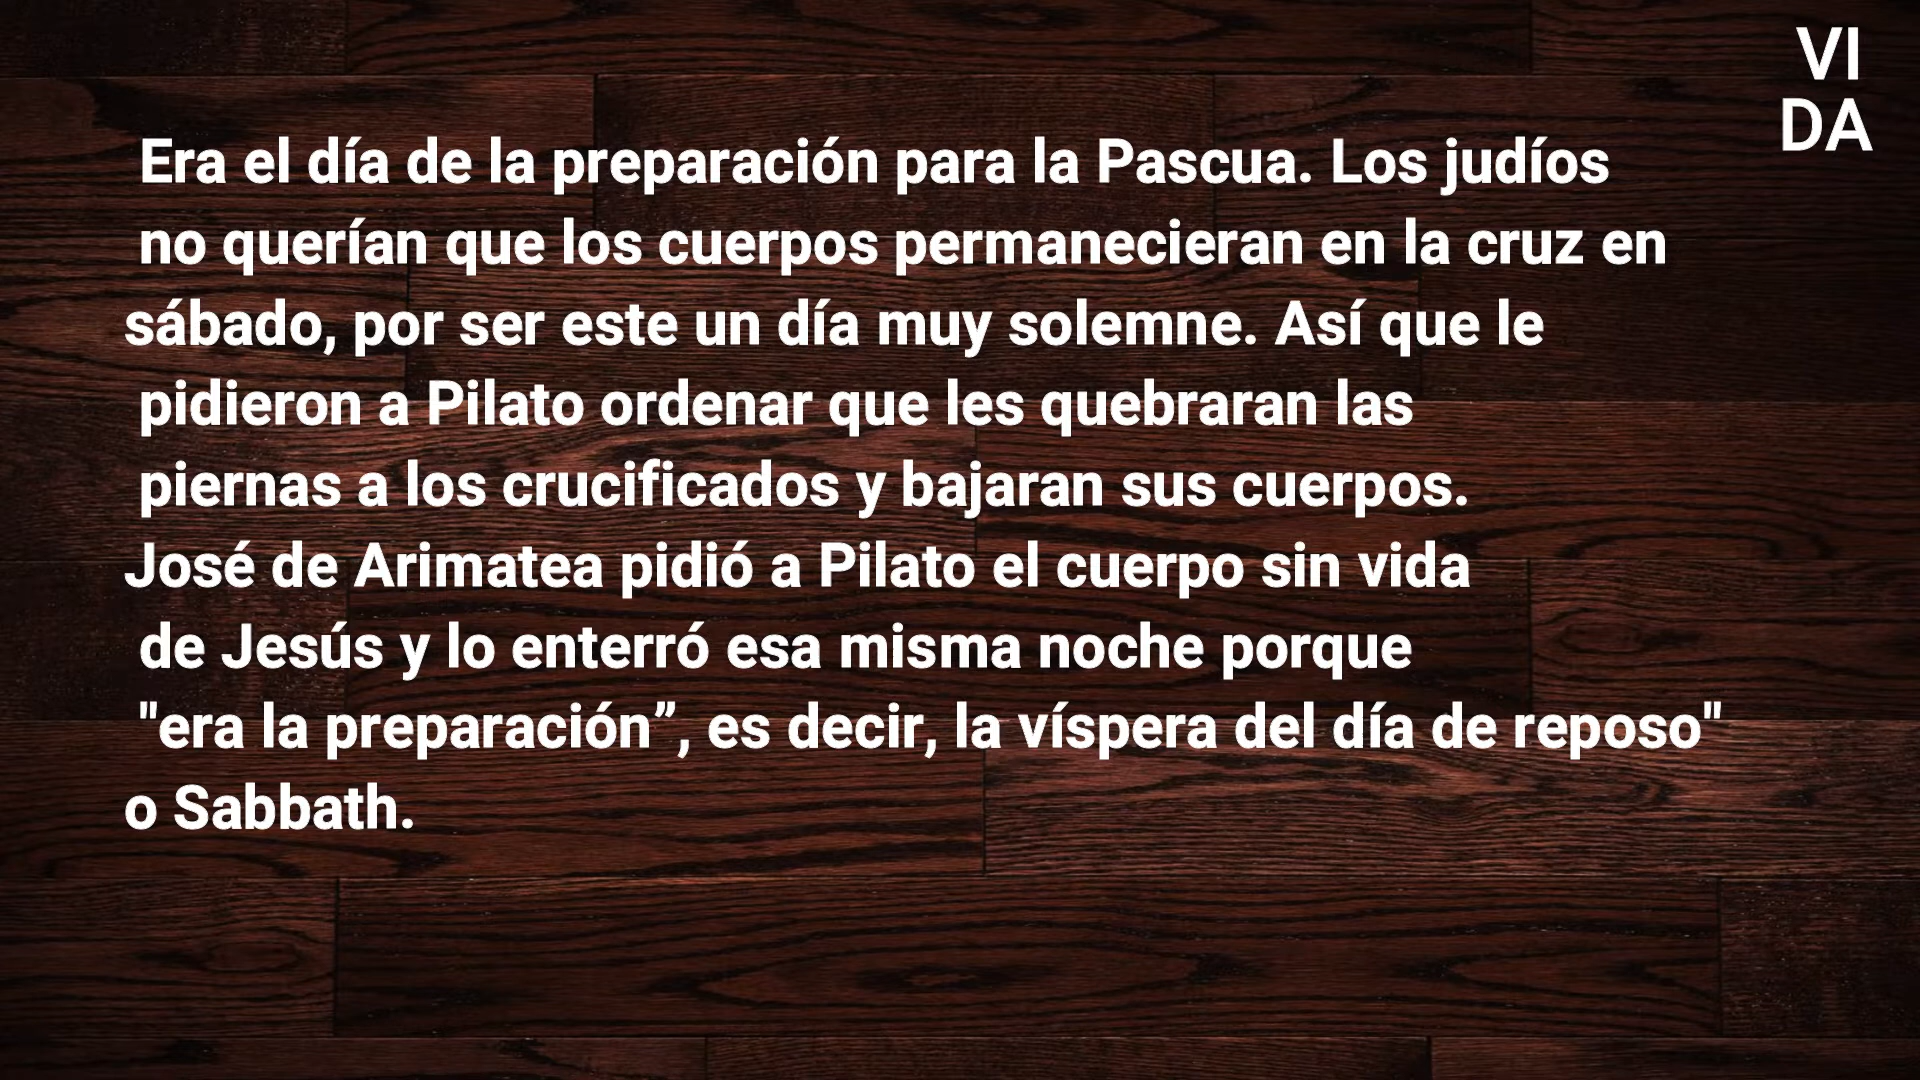 VI
DA
Era el día de la preparación para la Pascua. Los judíos
no querían que los cuerpos permanecieran en la cruz en
sábado, por ser este un día muy solemne. Así que le
pidieron a Pilato ordenar que les quebraran las
piernas a los crucificados y bajaran sus cuerpos.
José de Arimatea pidió a Pilato el cuerpo sin vida
de Jesús y lo enterró esa misma noche porque
"era la preparación”, es decir, la víspera del día de reposo"
o Sabbath.